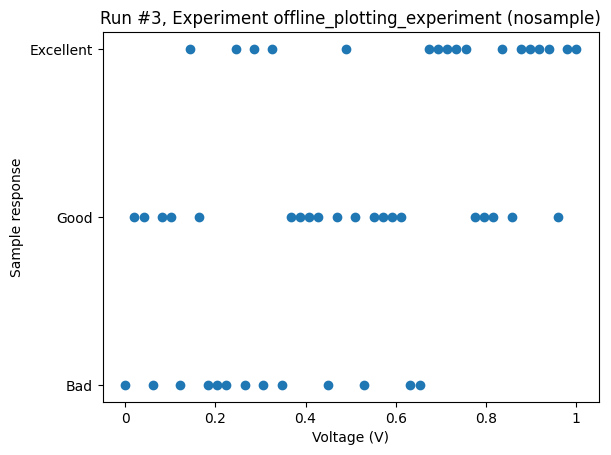 Run #3, Experiment offline_plotting_experiment (nosample)
Excellent
Good
Bad
Sample response
0
0.2
0.4
0.6
0.8
1
Voltage (V)